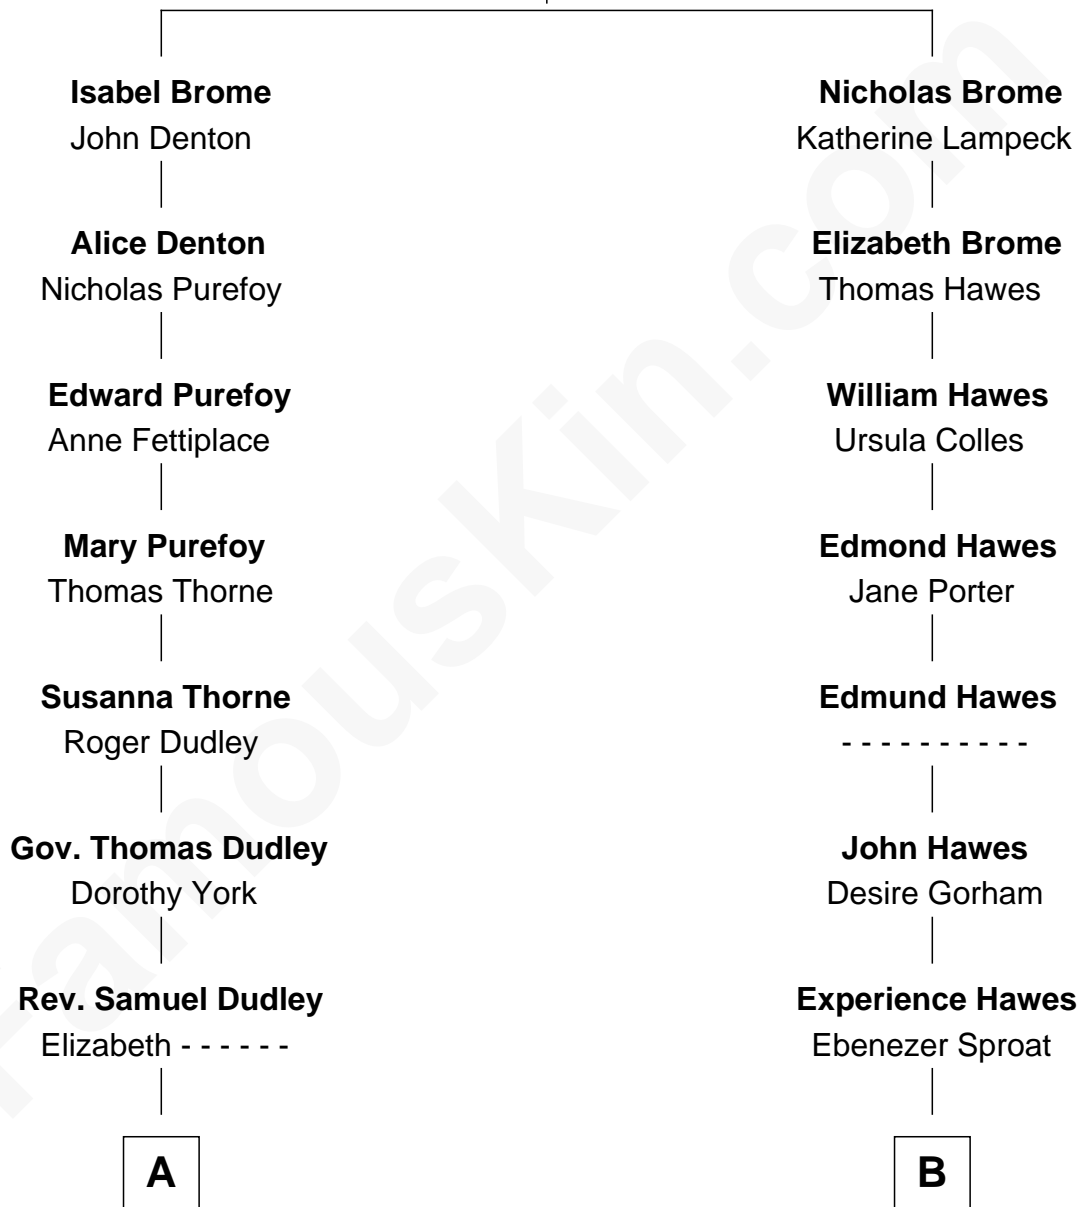 Isabel Brome
John Denton
Alice Denton
Nicholas Purefoy
Edward Purefoy
Anne Fettiplace
Mary Purefoy
Thomas Thorne
Susanna Thorne
Roger Dudley
Gov. Thomas Dudley
Dorothy York
Rev. Samuel Dudley
Elizabeth - - - - - -
A
Nicholas Brome
Katherine Lampeck
Elizabeth Brome
Thomas Hawes
William Hawes
Ursula Colles
Edmond Hawes
Jane Porter
Edmund Hawes
- - - - - - - - - -
John Hawes
Desire Gorham
Experience Hawes
Ebenezer Sproat
B
FamousKin.com